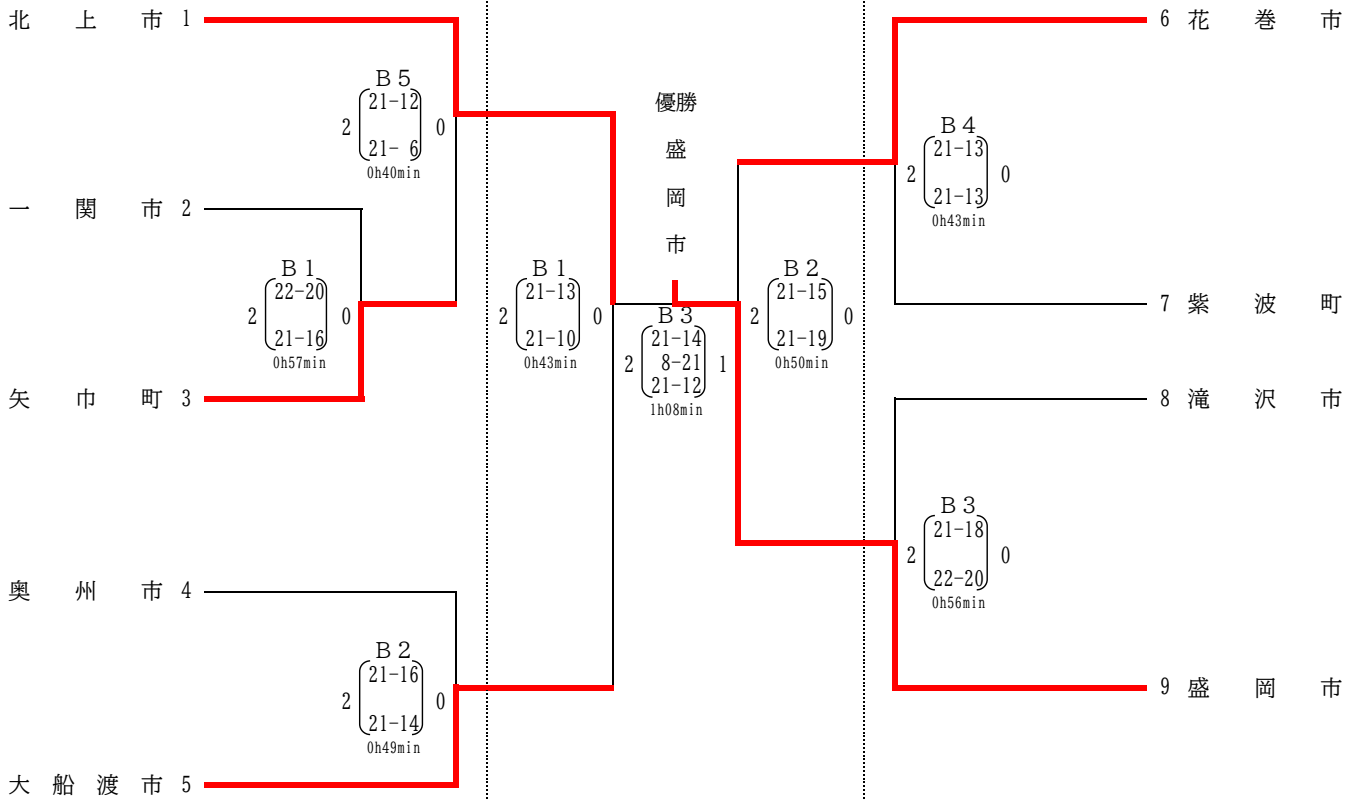 北上市 1
B5
21-12
2 0
21- 6
0h40min
一関市 2
B1
22-20
2 0
21-16
0h57min
矢巾町 3
奥州市 4
B2
21-16
2 0
21-14
0h49min
大船渡市 5
B1
21-13
2 0
21-10
0h43min
優勝
盛
岡
市
B3
21-14
2 8-21 1
21-12
1h08min
B2
21-15
2 0
21-19
0h50min
6 花巻市
B4
21-13
2 0
21-13
0h43min
7 紫波町
8 滝沢市
B3
21-18
2 0
22-20
0h56min
9 盛岡市